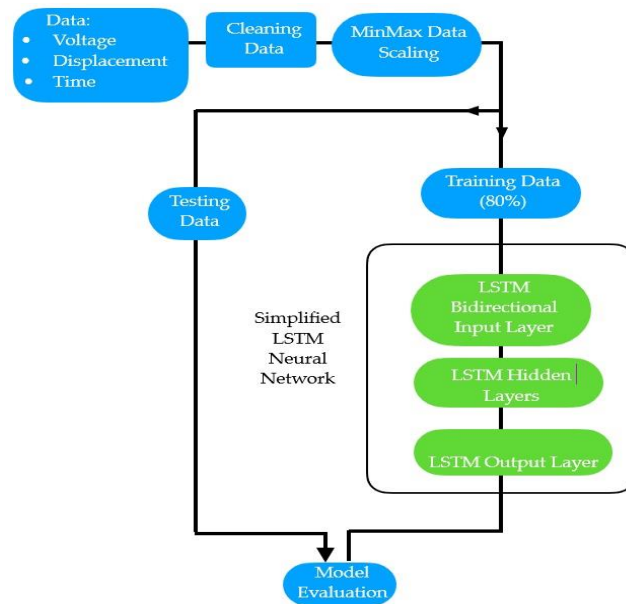 Data:
• Voltage
• Displacement
• Time
Cleaning
Data
MinMax Data
Scaling
Testing
Data
Training Data
(80%)
Simplified
LSTM
Neural
Network
LSTM
Bidirectional
Input Layer
LSTM Hidden
Layers
LSTM Output Layer
Model
Evaluation